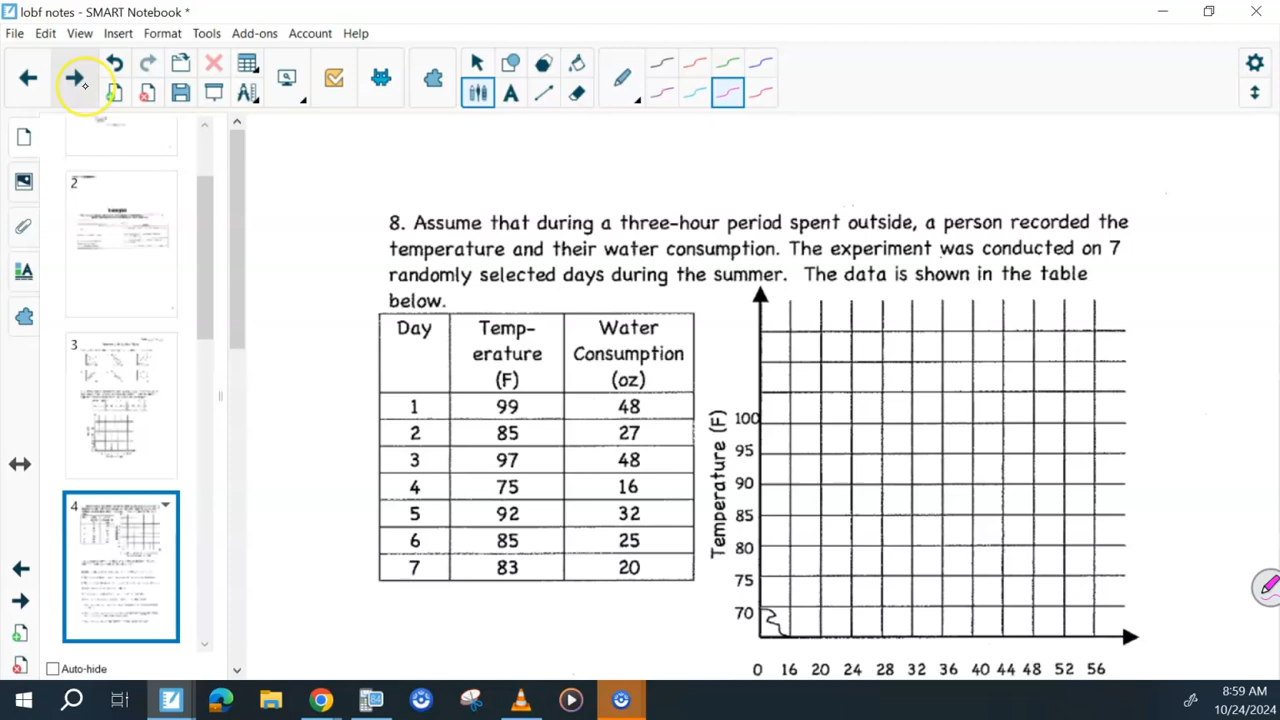 lobf notes - SMART Notebook *
File Edit View Insert Format Tools Add-ons Account Help
2
3
4
Auto-hide
8. Assume that during a three-hour period spent outside, a person recorded the
temperature and their water consumption. The experiment was conducted on 7
randomly selected days during the summer. The data is shown in the table
below.
Day Temp- Water
erature Consumption
(F) (oz)
1 99 48
2 85 27
3 97 48
4 75 16
5 92 32
6 85 25
7 83 20
Temperature (F)
100
95
90
85
80
75
70
0 16 20 24 28 32 36 40 44 48 52 56
8:59 AM
10/24/2024